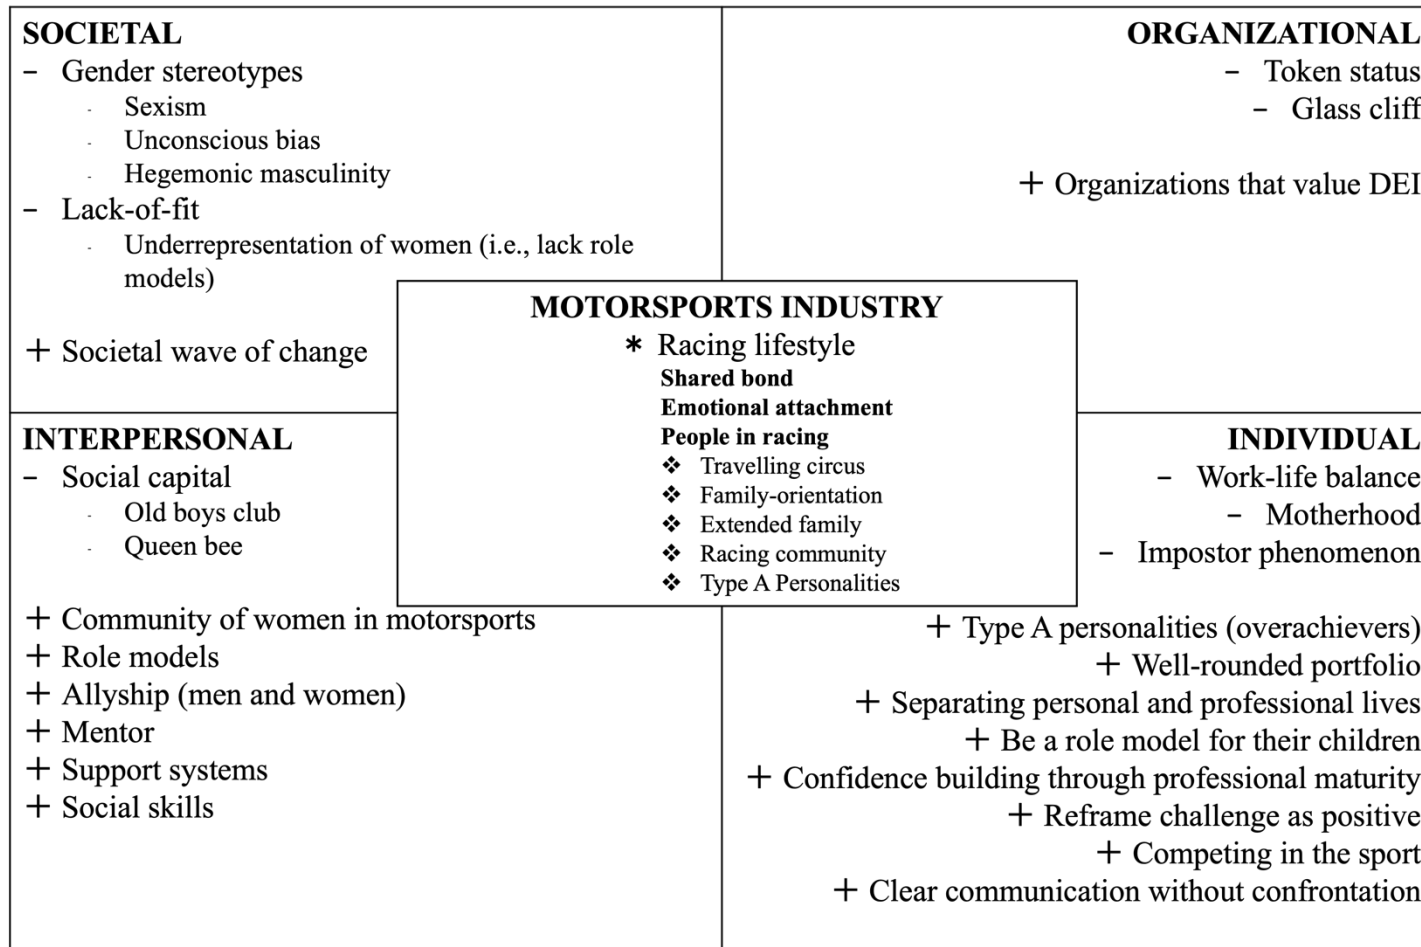 SOCIETAL
– Gender stereotypes
- Sexism
- Unconscious bias
- Hegemonic masculinity
– Lack-of-fit
- Underrepresentation of women (i.e., lack role
models)
+ Societal wave of change
ORGANIZATIONAL
– Token status
– Glass cliff
+ Organizations that value DEI
MOTORSPORTS INDUSTRY
* Racing lifestyle
Shared bond
Emotional attachment
People in racing
❖ Travelling circus
❖ Family-orientation
❖ Extended family
❖ Racing community
❖ Type A Personalities
INTERPERSONAL
– Social capital
- Old boys club
- Queen bee
+ Community of women in motorsports
+ Role models
+ Allyship (men and women)
+ Mentor
+ Support systems
+ Social skills
INDIVIDUAL
– Work-life balance
– Motherhood
– Impostor phenomenon
+ Type A personalities (overachievers)
+ Well-rounded portfolio
+ Separating personal and professional lives
+ Be a role model for their children
+ Confidence building through professional maturity
+ Reframe challenge as positive
+ Competing in the sport
+ Clear communication without confrontation